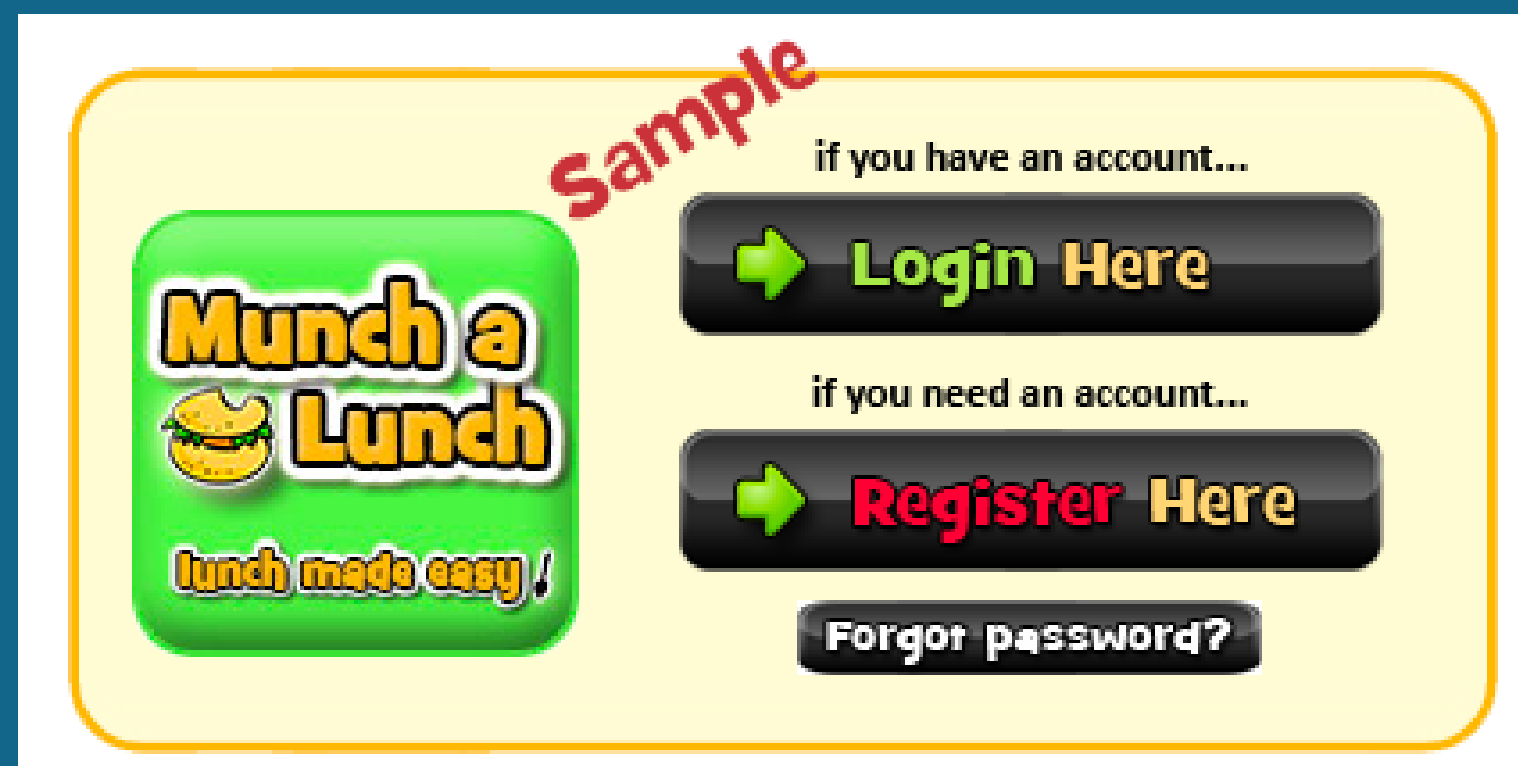 Sample
if you have an account...
Login Here
Munch a
Lunch
lunch made easy
if you need an account...
Register Here
Forgot password?